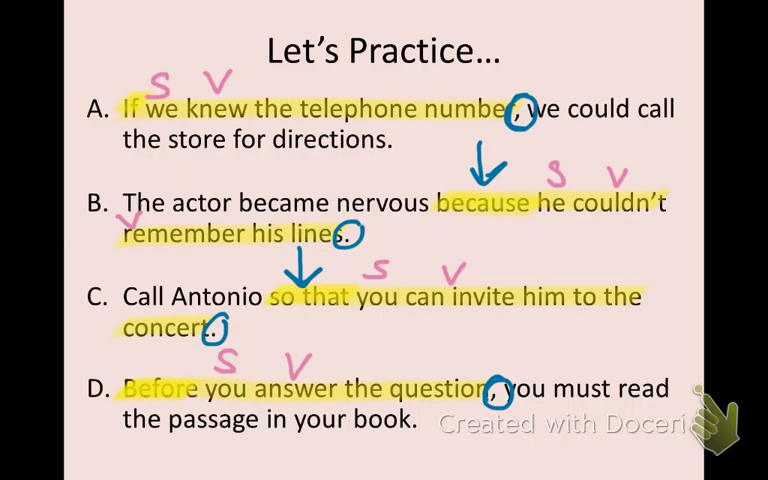 Let's Practice...
S V
A. If we knew the telephone number, we could call
the store for directions.
S V
B. The actor became nervous because he couldn't
V
remember his lines.
S V
C. Call Antonio so that you can invite him to the
concert.
S V
D. Before you answer the question, you must read
the passage in your book.
Created with Doceri